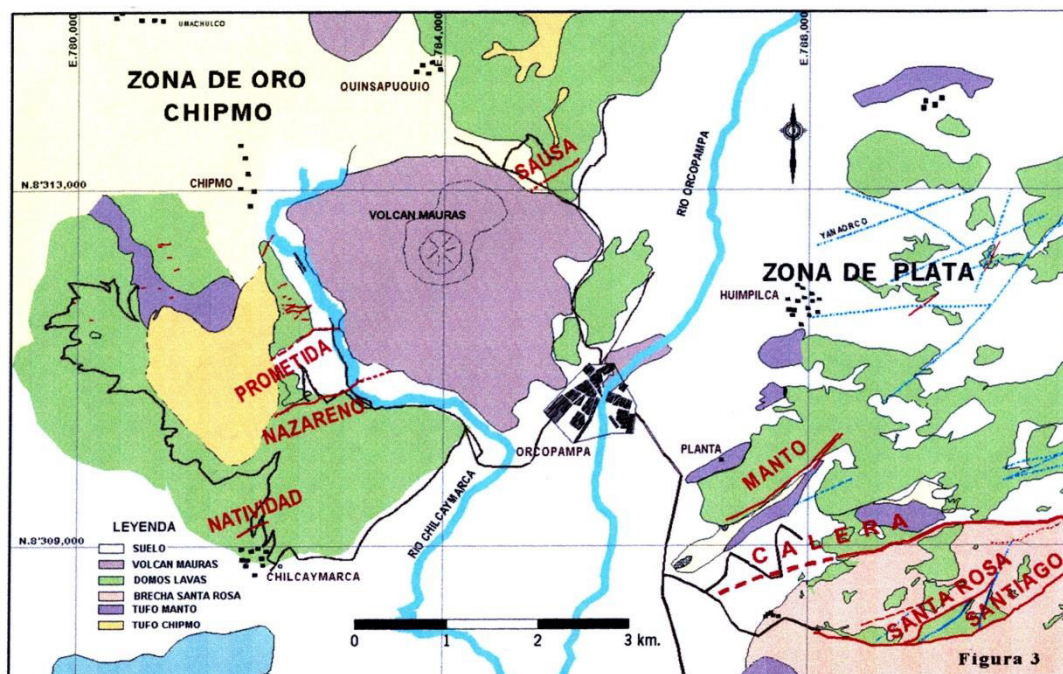 UMACHULCO
E.780,000
E.784,000
E.788,000
ZONA DE ORO
CHIPMO
QUINSAPUQUIO
SAUSA
RIO ORCOPAMPA
CHIPMO
N.8'313,000
VOLCAN MAURAS
YANAORCO
ZONA DE PLATA
HUIMPILCA
PROMETIDA
NAZARENO
ORCOPAMPA
PLANTA
MANTO
NATIVIDAD
RIO CHILCAYMARCA
CALERA
LEYENDA
N.8'309,000
SUELO
VOLCAN MAURAS
DOMOS LAVAS
BRECHA SANTA ROSA
TUFO MANTO
TUFO CHIPMO
CHILCAYMARCA
SANTA ROSA
SANTIAGO
0 1 2 3 km.
Figura 3